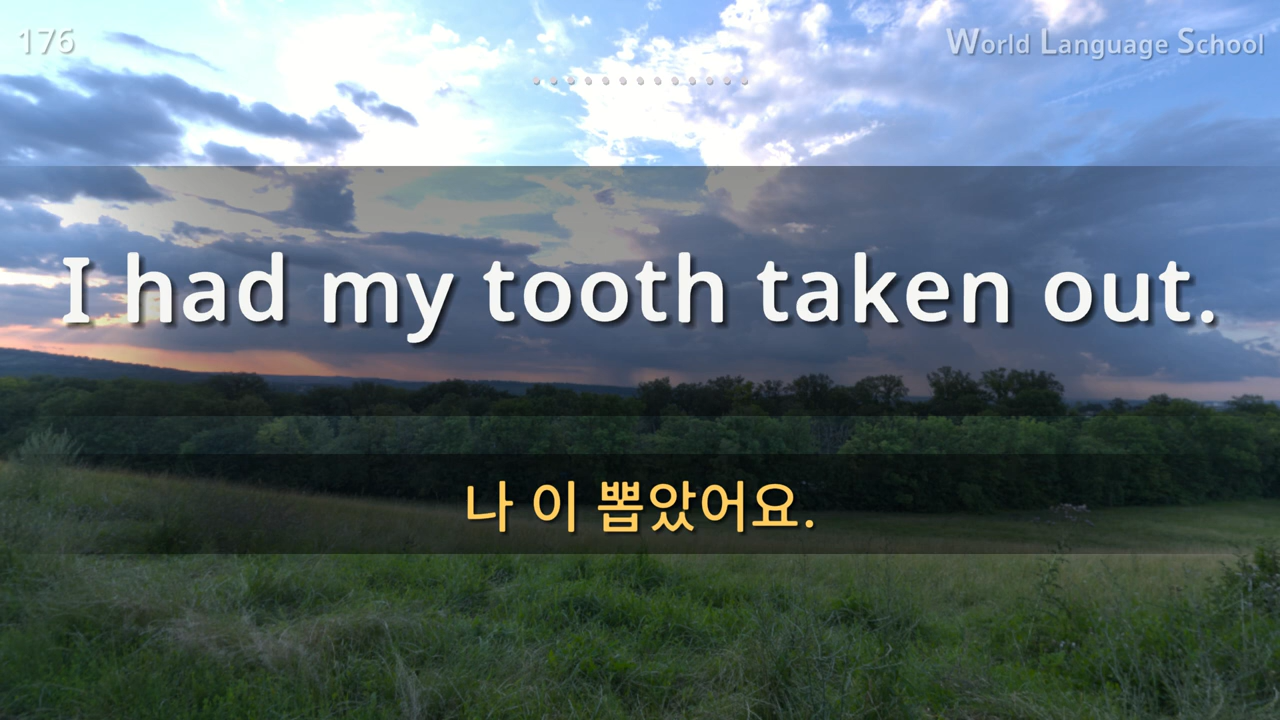 176
World Language School
I had my tooth taken out.
나 이 뽑았어요.